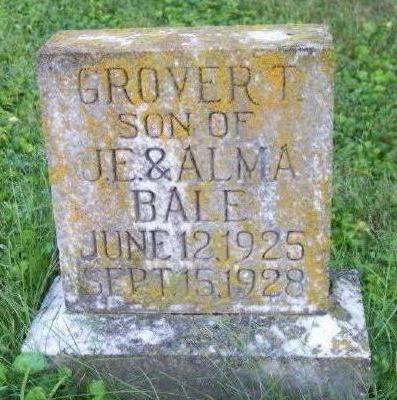 GROVER T.
SON OF
J.E. & ALMA
BALE
JUNE 12, 1925
SEPT 15, 1928